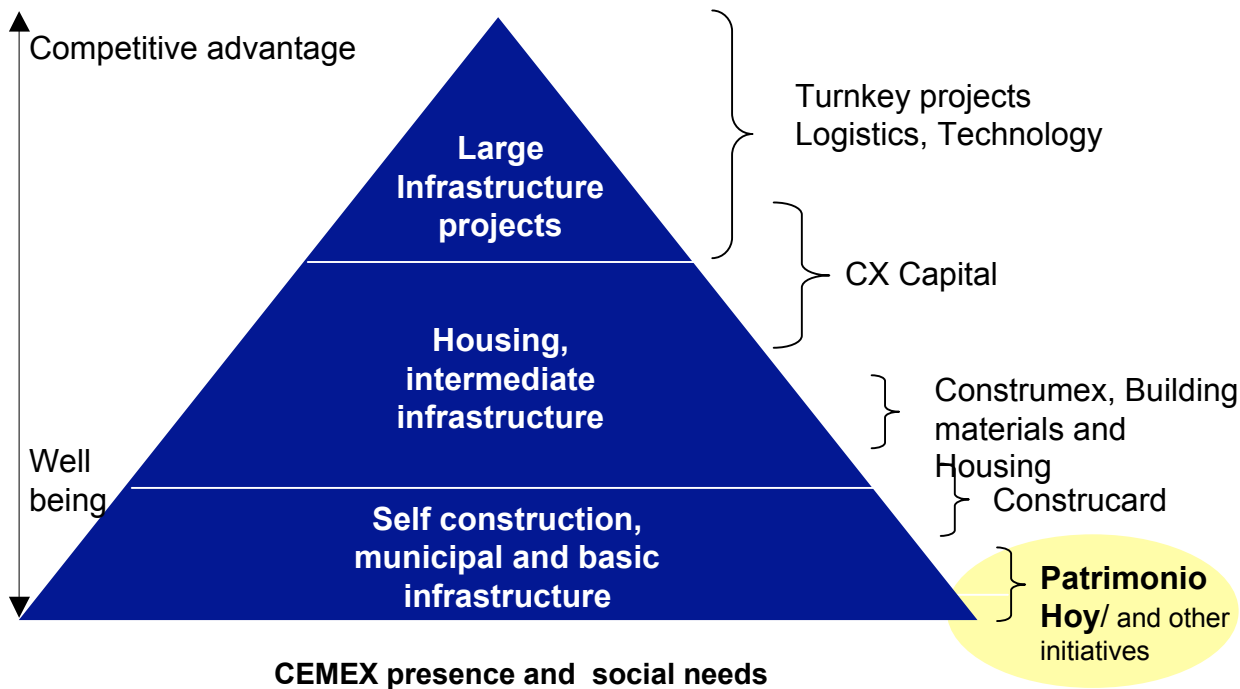 Competitive advantage
Turnkey projects
Logistics, Technology
Large
Infrastructure
projects
CX Capital
Housing,
intermediate
infrastructure
Construmex, Building
materials and
Housing
Well
being
Construcard
Self construction,
municipal and basic
infrastructure
Patrimonio
Hoy/ and other
initiatives
CEMEX presence and social needs